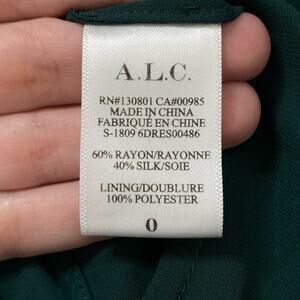 A.L.C.
RN#130801 CA#00985
MADE IN CHINA
FABRIQUÉ EN CHINE
S-1809 6DRES00486
60% RAYON/RAYONNE
40% SILK/SOIE
LINING/DOUBLURE
100% POLYESTER
0